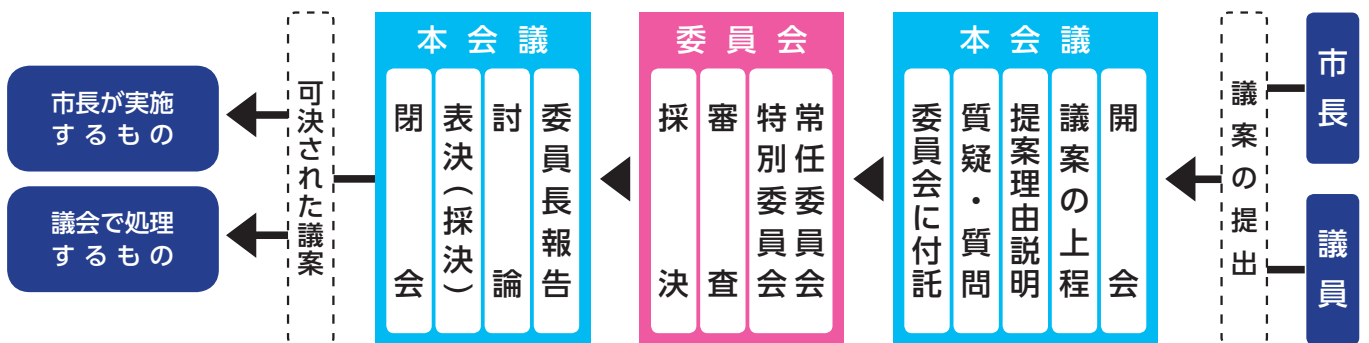 市長
議員
議案の提出
本会議
開会
議案の上程
提案理由説明
質疑・質問
委員会に付託
委員会
常任委員会
特別委員会
審査
採決
本会議
委員長報告
討論
表決（採決）
閉会
可決された議案
市長が実施
するもの
議会で処理
するもの